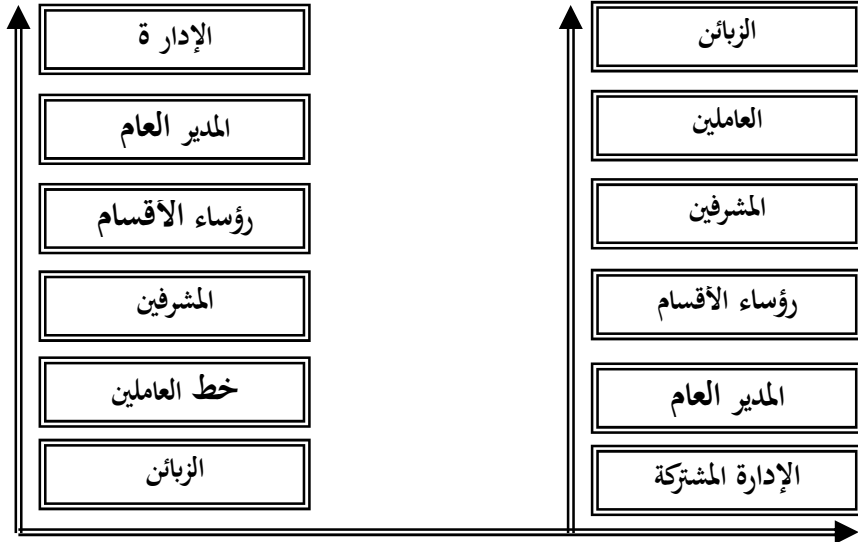 الإدار ة
المدير العام
رؤساء الأقسام
المشرفين
خط العاملين
الزبائن
الزبائن
العاملين
المشرفين
رؤساء الأقسام
المدير العام
الإدارة المشتركة